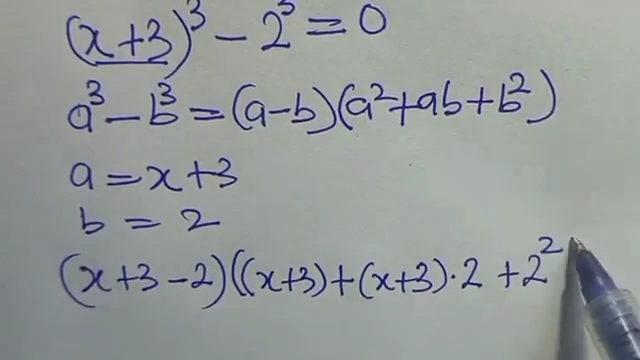 (x+3)³ - 2³ = 0
a³ - b³ = (a-b)(a²+ab+b²)
a = x+3
b = 2
(x+3-2)((x+3)+(x+3)·2+2²